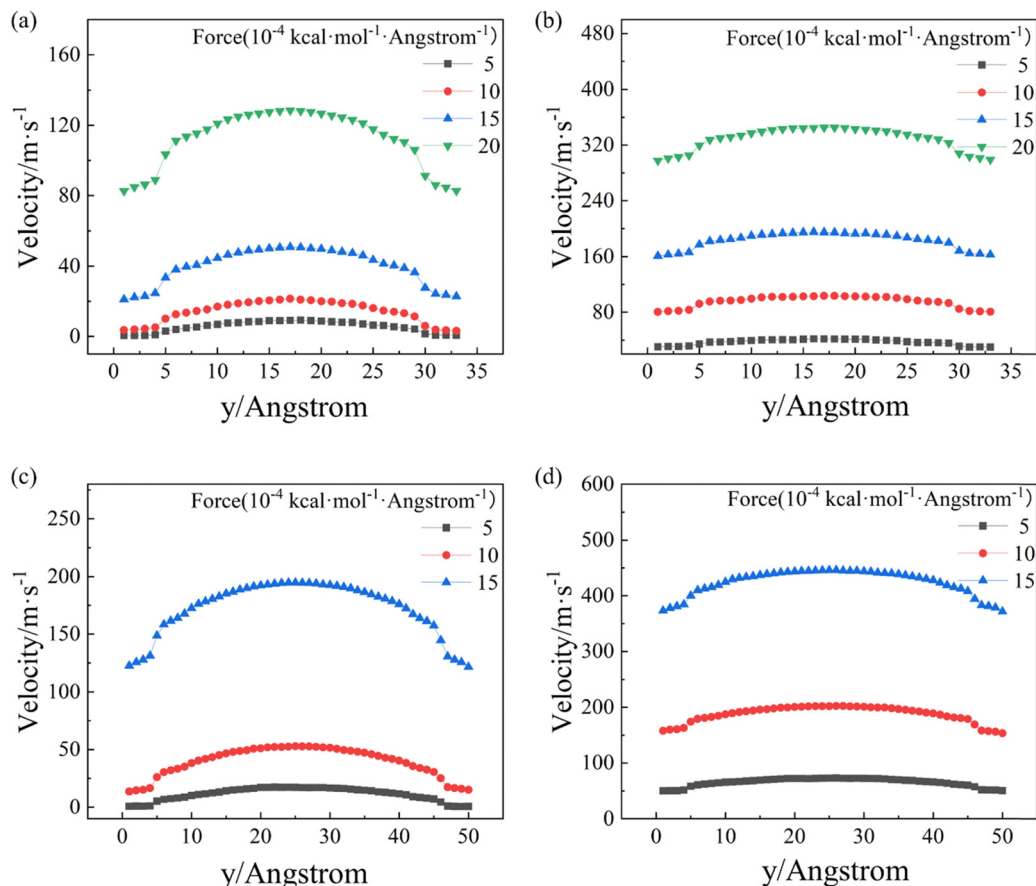 (a)
Force(10⁻⁴ kcal·mol⁻¹·Angstrom⁻¹)
5
10
15
20
160
120
80
40
0
Velocity/m·s⁻¹
0 5 10 15 20 25 30 35
y/Angstrom
(b)
Force(10⁻⁴ kcal·mol⁻¹·Angstrom⁻¹)
5
10
15
20
480
400
320
240
160
80
Velocity/m·s⁻¹
0 5 10 15 20 25 30 35
y/Angstrom
(c)
Force(10⁻⁴ kcal·mol⁻¹·Angstrom⁻¹)
5
10
15
250
200
150
100
50
0
Velocity/m·s⁻¹
0 10 20 30 40 50
y/Angstrom
(d)
Force(10⁻⁴ kcal·mol⁻¹·Angstrom⁻¹)
5
10
15
600
500
400
300
200
100
0
Velocity/m·s⁻¹
0 10 20 30 40 50
y/Angstrom